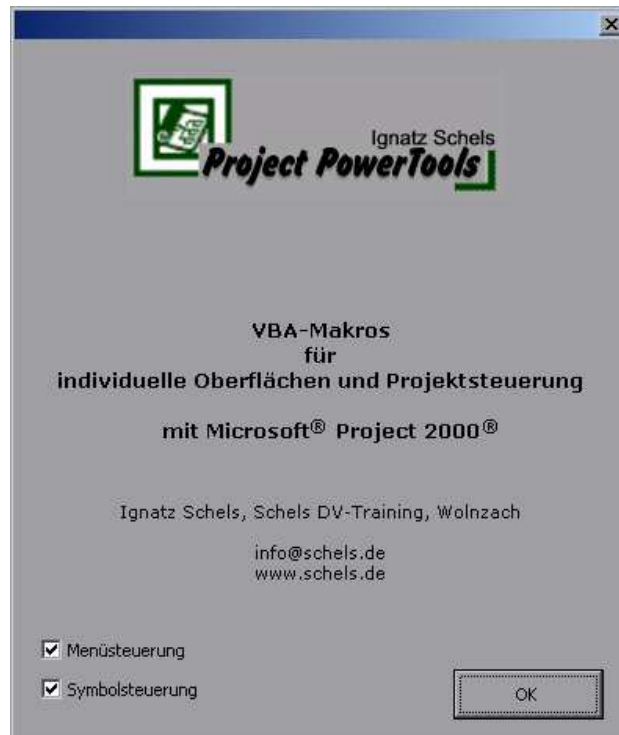 Ignatz Schels
Project PowerTools
VBA-Makros
für
individuelle Oberflächen und Projektsteuerung
mit Microsoft® Project 2000®
Ignatz Schels, Schels DV-Training, Wolnzach
info@schels.de
www.schels.de
Menüsteuerung
Symbolsteuerung
OK